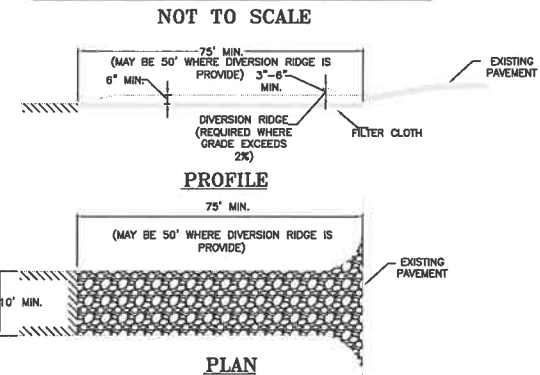 NOT TO SCALE
75' MIN.
(MAY BE 50' WHERE DIVERSION RIDGE IS
PROVIDE)
6" MIN.
3"-6"
MIN.
EXISTING
PAVEMENT
DIVERSION RIDGE
(REQUIRED WHERE
GRADE EXCEEDS
2%)
FILTER CLOTH
PROFILE
75' MIN.
(MAY BE 50' WHERE DIVERSION RIDGE IS
PROVIDE)
EXISTING
PAVEMENT
10' MIN.
PLAN